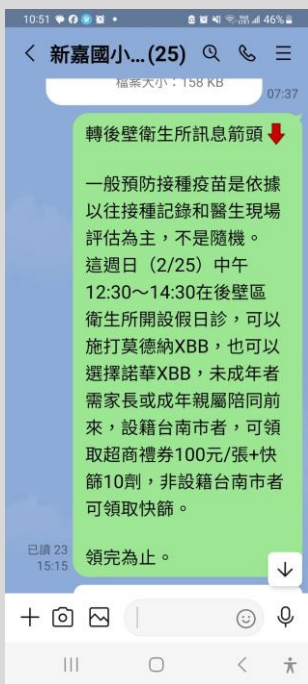 10:51
46%
新嘉國小...(25)
檔案大小：158 KB
07:37
轉後壁衛生所訊息箭頭
一般預防接種疫苗是依據
以往接種記錄和醫生現場
評估為主，不是隨機。
這週日（2/25）中午
12:30～14:30在後壁區
衛生所開設假日診，可以
施打莫德納XBB，也可以
選擇諾華XBB，未成年者
需家長或成年親屬陪同前
來，設籍台南市者，可領
取超商禮券100元/張+快
篩10劑，非設籍台南市者
可領取快篩。
領完為止。
已讀 23
15:15